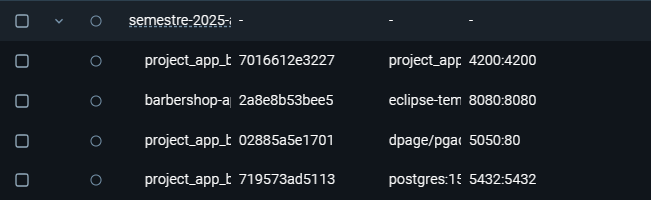 semestre-2025- - - -
project_app_b 7016612e3227 project_app 4200:4200
barbershop-a 2a8e8b53bee5 eclipse-tem 8080:8080
project_app_b 02885a5e1701 dpage/pga 5050:80
project_app_b 719573ad5113 postgres:15 5432:5432